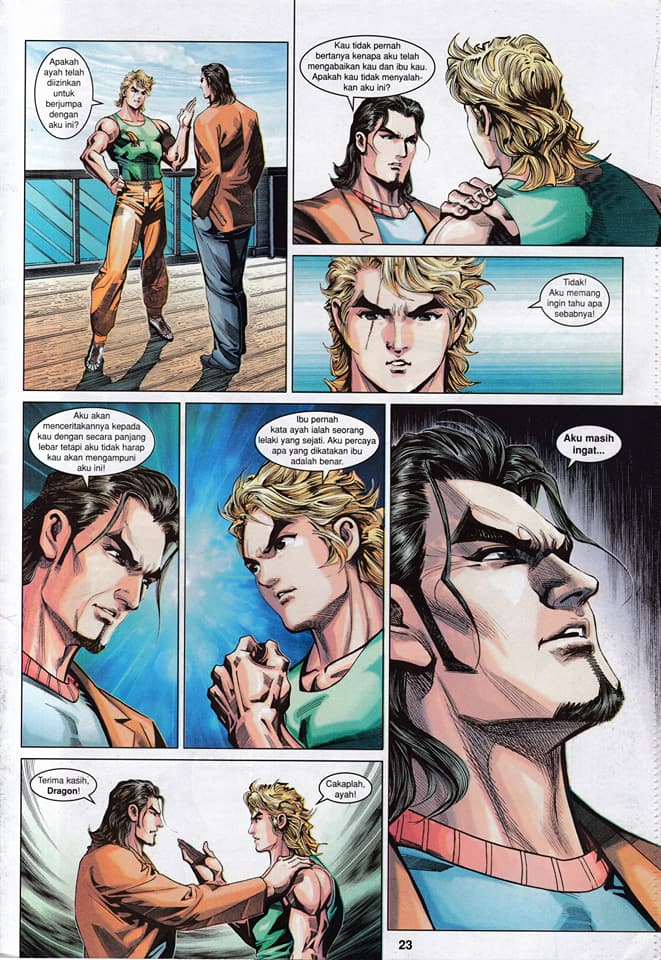 Apakah
ayah telah
diizinkan
untuk
berjumpa
dengan
aku ini?
Kau tidak pernah
bertanya kenapa aku telah
mengabaikan kau dan ibu kau.
Apakah kau tidak menyalah-
kan aku ini?
Tidak!
Aku memang
ingin tahu apa
sebabnya!
Aku akan
menceritakannya kepada
kau dengan secara panjang
lebar tetapi aku tidak harap
kau akan mengampuni
aku ini!
Ibu pernah
kata ayah ialah seorang
lelaki yang sejati. Aku percaya
apa yang dikatakan ibu
adalah benar.
Aku masih
ingat...
Terima kasih,
Dragon!
Cakaplah,
ayah!
23